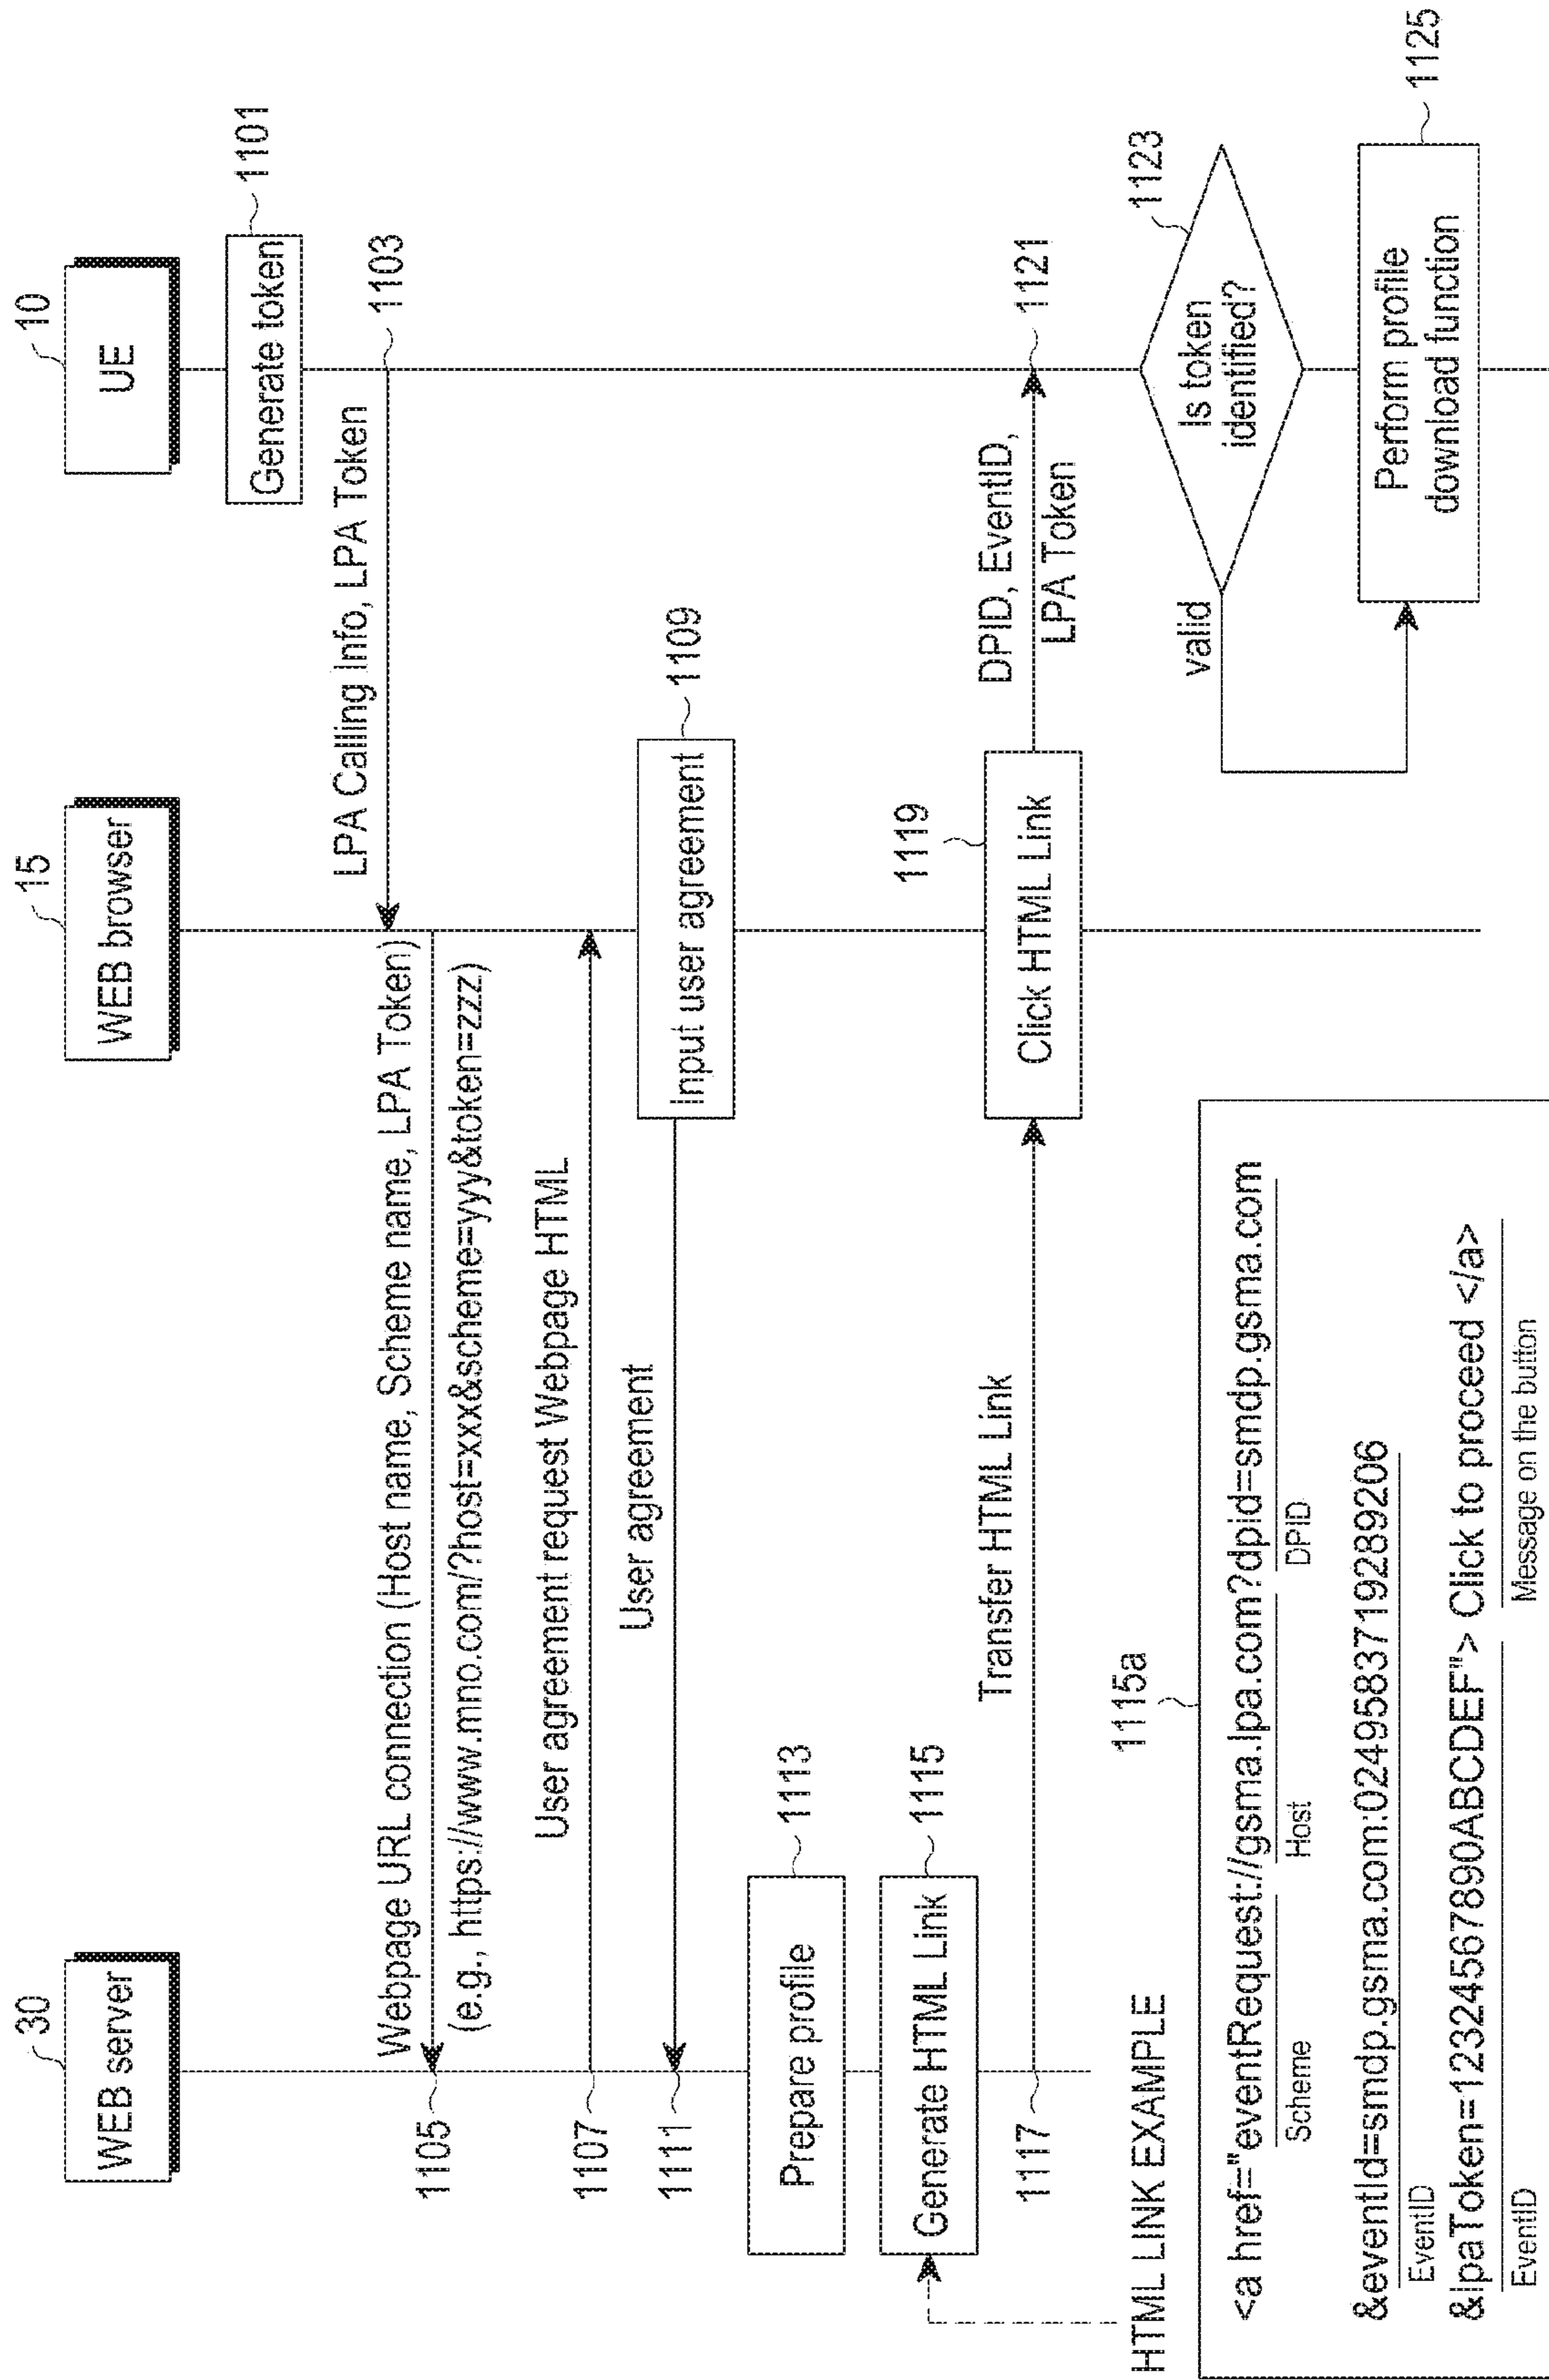 30
WEB server
15
WEB browser
10
UE
Generate token
1101
LPA Calling Info, LPA Token
1103
Webpage URL connection (Host name, Scheme name, LPA Token)
1105
(e.g., https://www.mno.com/?host=xxx&scheme=yyy&token=zzz)
User agreement request Webpage HTML
1107
User agreement
1111
Input user agreement
1109
Prepare profile
1113
Generate HTML Link
1115
Transfer HTML Link
1117
1119
Click HTML Link
DPID, EventID,
LPA Token
1121
1123
Is token
identified?
valid
Perform profile
download function
1125
HTML LINK EXAMPLE
1115a
<a href="eventRequest://gsma.lpa.com?dpid=smdp.gsma.com
Scheme
Host
DPID
&eventId=smdp.gsma.com:024958371928​9206
EventID
&lpaToken=12324567890ABCDEF"> Click to proceed </a>
EventID
Message on the button